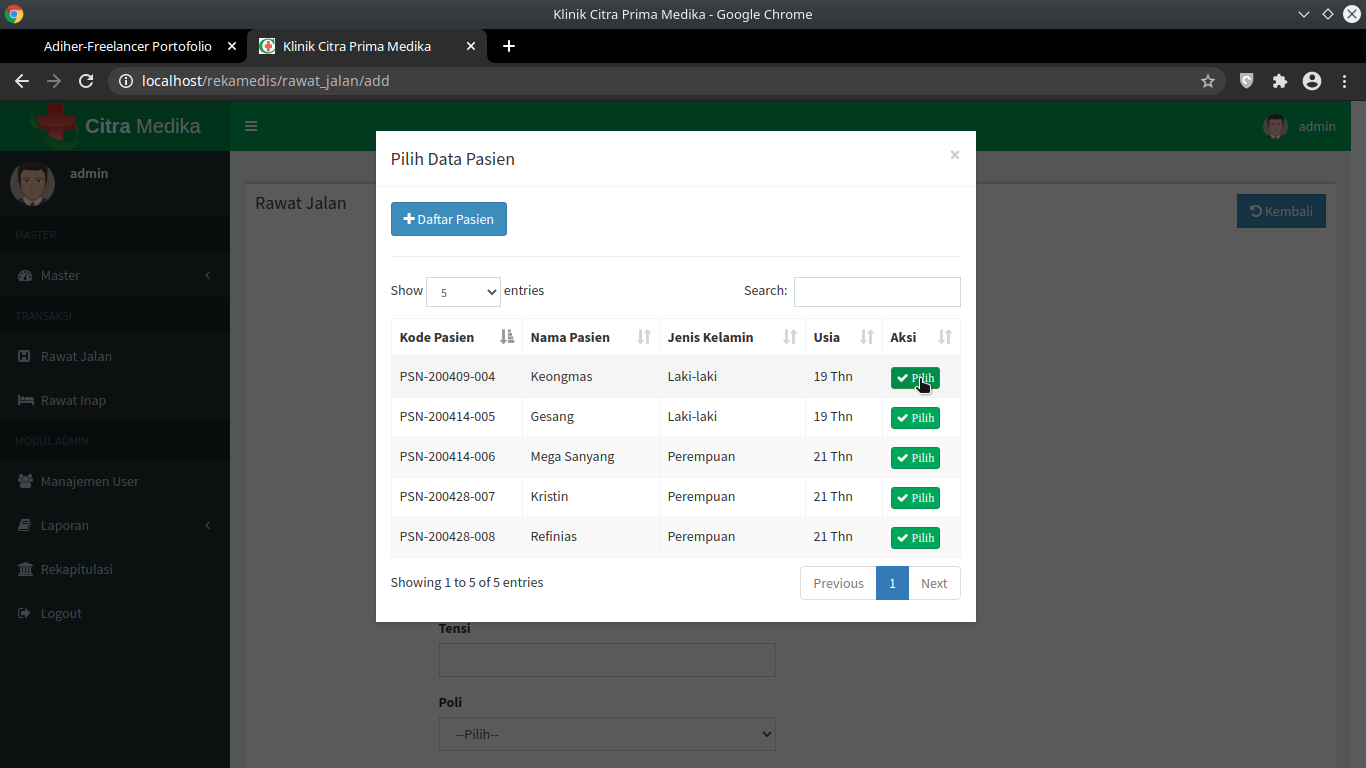 Klinik Citra Prima Medika - Google Chrome
Adiher-Freelancer Portofolio
Klinik Citra Prima Medika
localhost/rekamedis/rawat_jalan/add
Citra Medika
admin
admin
MASTER
Master
TRANSAKSI
Rawat Jalan
Rawat Inap
MODUL ADMIN
Manajemen User
Laporan
Rekapitulasi
Logout
Rawat Jalan
Kembali
Pilih Data Pasien
×
Daftar Pasien
Show 5 entries Search:
Kode Pasien Nama Pasien Jenis Kelamin Usia Aksi
PSN-200409-004 Keongmas Laki-laki 19 Thn Pilih
PSN-200414-005 Gesang Laki-laki 19 Thn Pilih
PSN-200414-006 Mega Sanyang Perempuan 21 Thn Pilih
PSN-200428-007 Kristin Perempuan 21 Thn Pilih
PSN-200428-008 Refinias Perempuan 21 Thn Pilih
Showing 1 to 5 of 5 entries Previous 1 Next
Tensi
Poli
--Pilih--